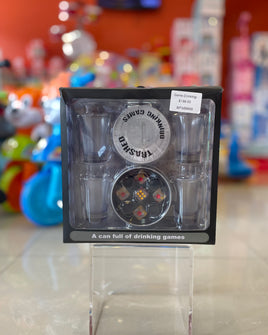 TRASHED
DRINKING GAMES
A can full of drinking games